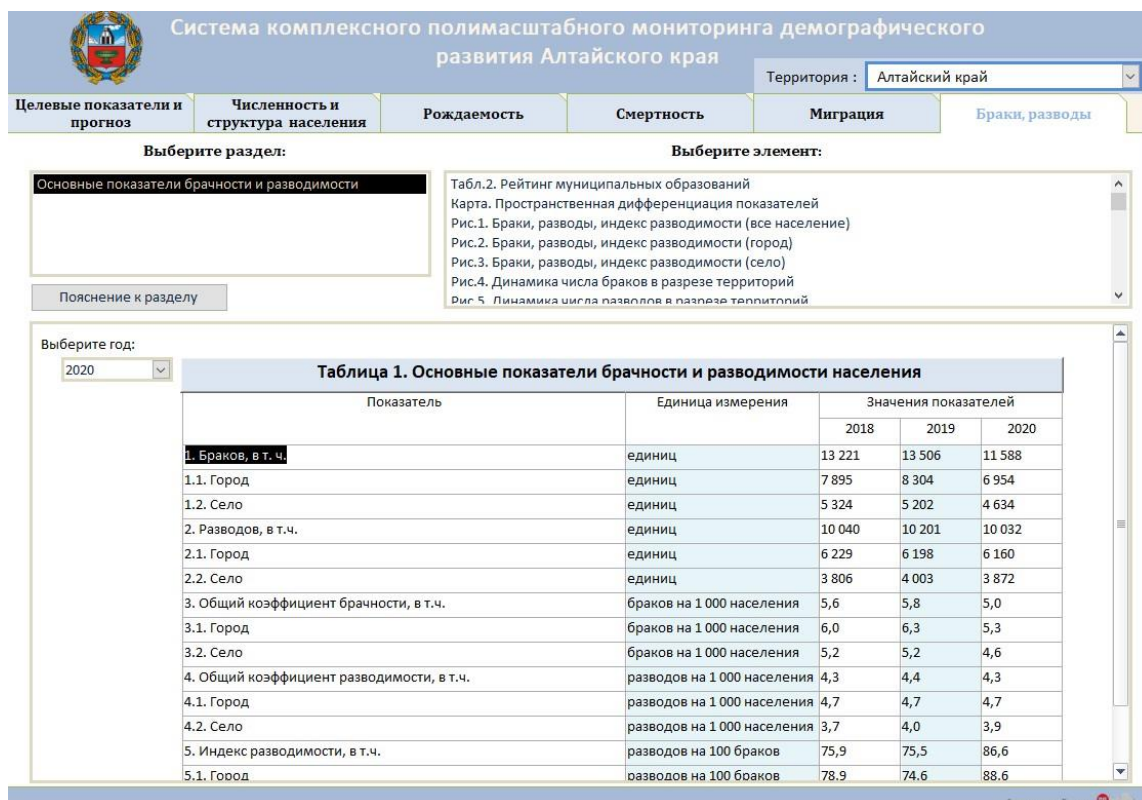 Система комплексного полимасштабного мониторинга демографического
развития Алтайского края
Территория : Алтайский край
Целевые показатели и прогноз
Численность и структура населения
Рождаемость
Смертность
Миграция
Браки, разводы
Выберите раздел:
Выберите элемент:
Основные показатели брачности и разводимости
Табл.2. Рейтинг муниципальных образований
Карта. Пространственная дифференциация показателей
Рис.1. Браки, разводы, индекс разводимости (все население)
Рис.2. Браки, разводы, индекс разводимости (город)
Рис.3. Браки, разводы, индекс разводимости (село)
Рис.4. Динамика числа браков в разрезе территорий
Рис.5. Динамика числа разводов в разрезе территорий
Пояснение к разделу
Выберите год:
2020
Таблица 1. Основные показатели брачности и разводимости населения
Показатель Единица измерения Значения показателей
2018 2019 2020
1. Браков, в т. ч. единиц 13 221 13 506 11 588
1.1. Город единиц 7 895 8 304 6 954
1.2. Село единиц 5 324 5 202 4 634
2. Разводов, в т.ч. единиц 10 040 10 201 10 032
2.1. Город единиц 6 229 6 198 6 160
2.2. Село единиц 3 806 4 003 3 872
3. Общий коэффициент брачности, в т.ч. браков на 1 000 населения 5,6 5,8 5,0
3.1. Город браков на 1 000 населения 6,0 6,3 5,3
3.2. Село браков на 1 000 населения 5,2 5,2 4,6
4. Общий коэффициент разводимости, в т.ч. разводов на 1 000 населения 4,3 4,4 4,3
4.1. Город разводов на 1 000 населения 4,7 4,7 4,7
4.2. Село разводов на 1 000 населения 3,7 4,0 3,9
5. Индекс разводимости, в т.ч. разводов на 100 браков 75,9 75,5 86,6
5.1. Город разводов на 100 браков 78,9 74,6 88,6